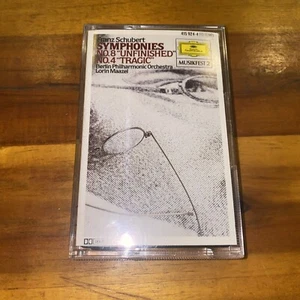 Franz Schubert
SYMPHONIES
NO.8 "UNFINISHED"
NO.4 "TRAGIC"
Berlin Philharmonic Orchestra
Lorin Maazel
MUSIKFEST